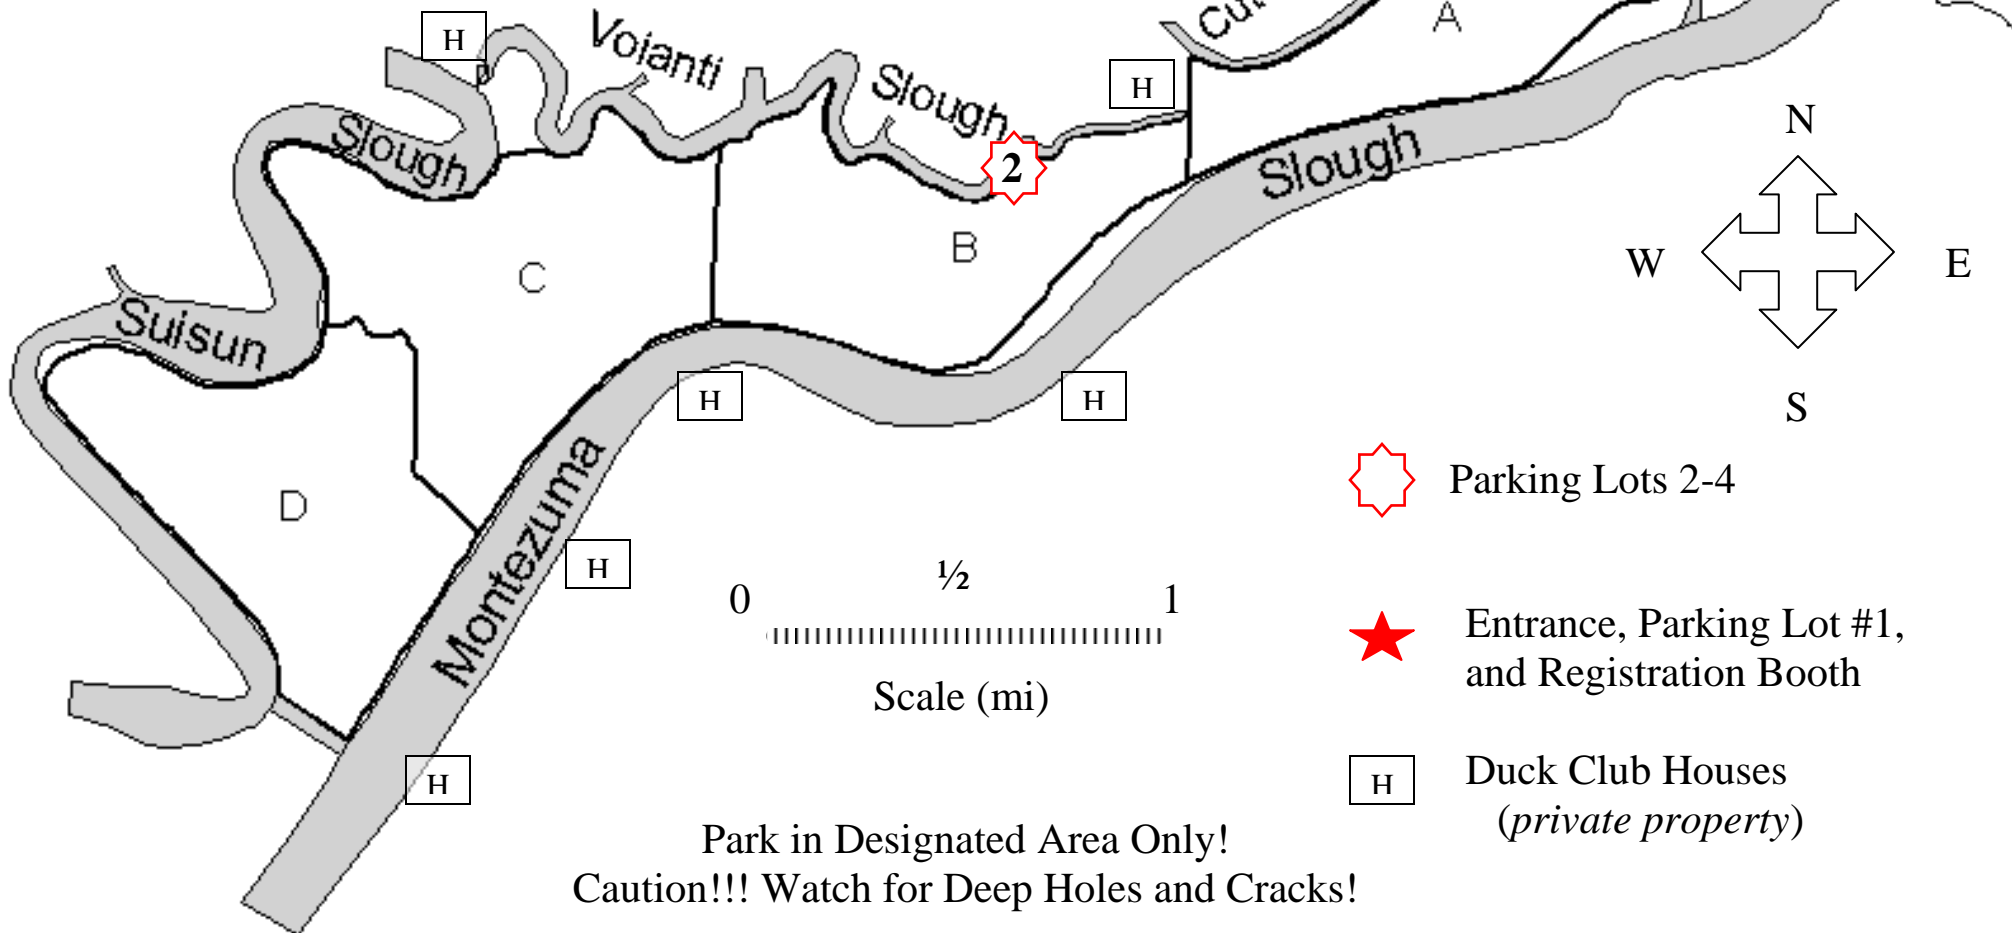 H
Voianti
A
Slough
H
Slough
2
Slough
N
W
E
S
B
C
Suisun
H
H
D
Montezuma
H
H
Parking Lots 2-4
0
½
1
Scale (mi)
Entrance, Parking Lot #1,
and Registration Booth
H
Duck Club Houses
(private property)
Park in Designated Area Only!
Caution!!! Watch for Deep Holes and Cracks!